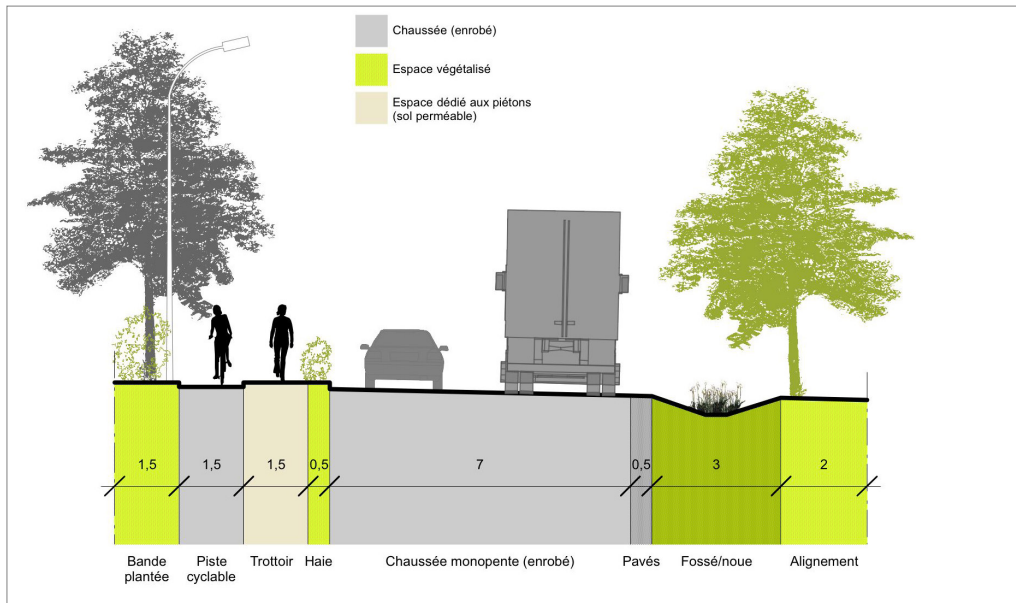 Chaussée (enrobé)
Espace végétalisé
Espace dédié aux piétons
(sol perméable)
1,5
1,5
1,5
0,5
7
0,5
3
2
Bande
plantée
Piste
cyclable
Trottoir
Haie
Chaussée monopente (enrobé)
Pavés
Fossé/noue
Alignement